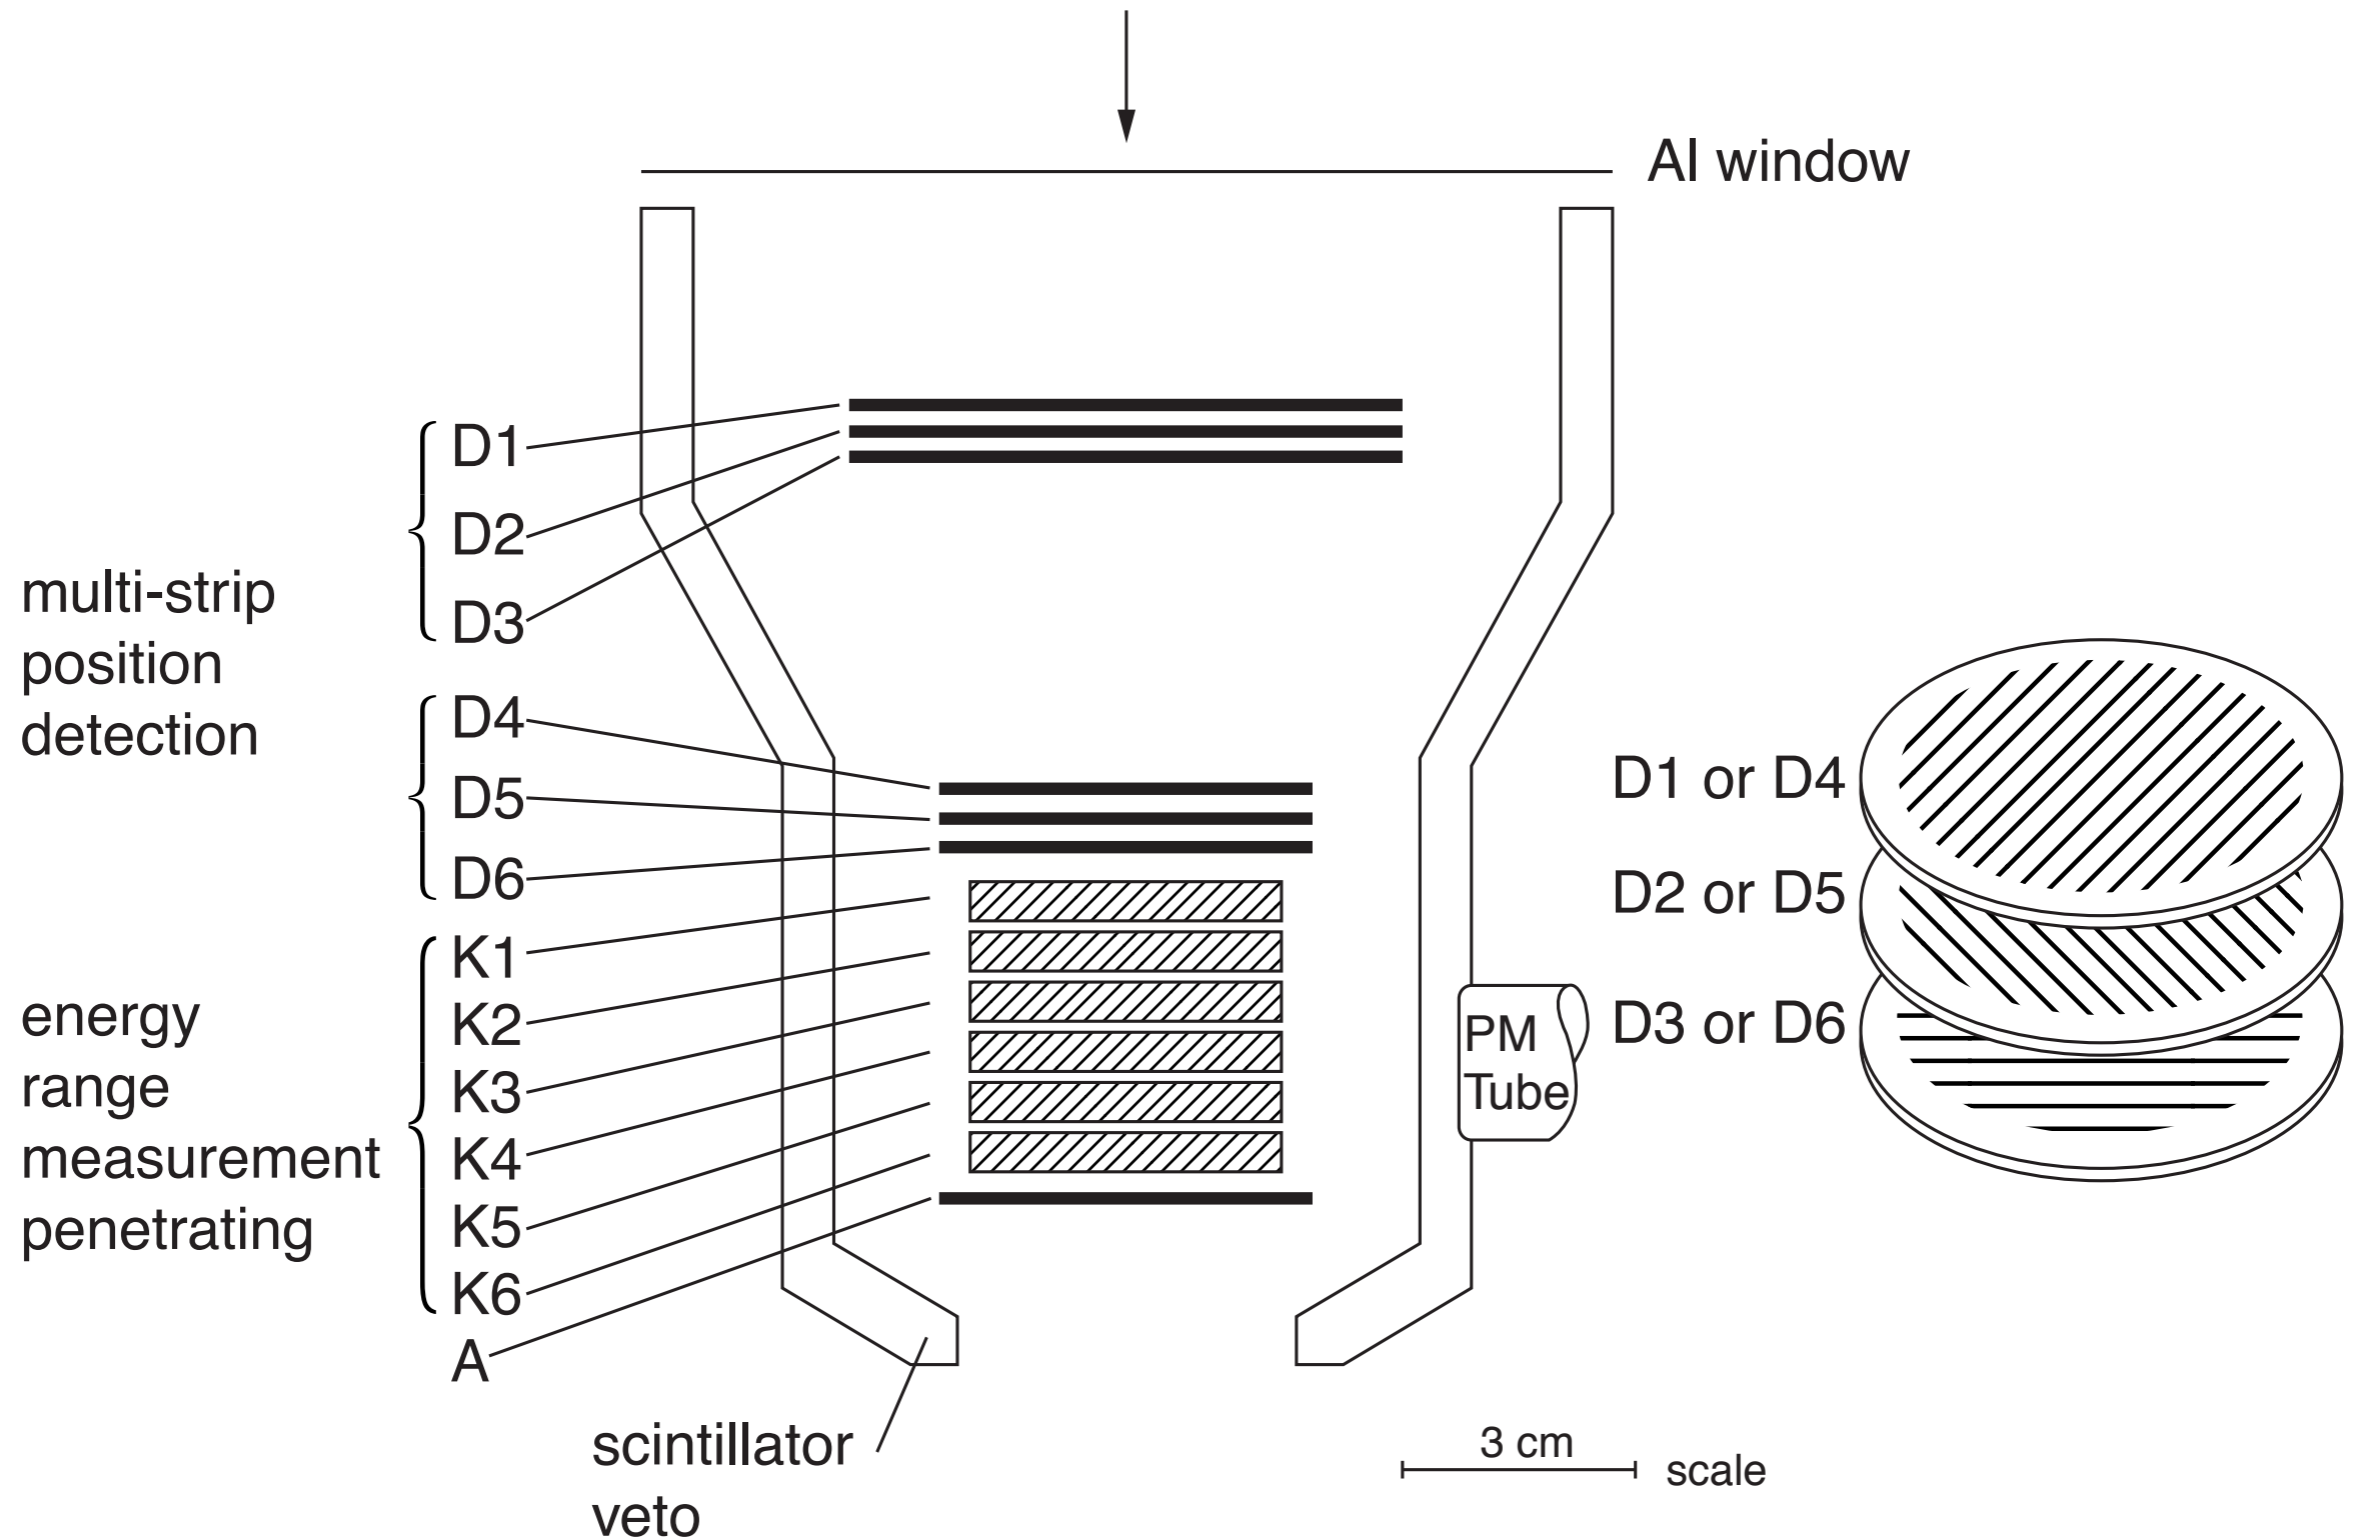 Al window
D1
D2
D3
multi-strip
position
detection
D4
D5
D6
K1
K2
K3
K4
K5
K6
A
energy
range
measurement
penetrating
D1 or D4
D2 or D5
D3 or D6
PM
Tube
scintillator
veto
3 cm
scale